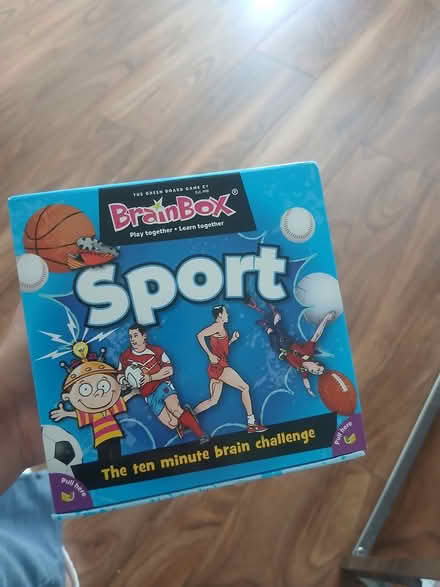 THE GREEN BOARD GAME CO
BrainBox®
Play together • Learn together
Sport
The ten minute brain challenge
Pull here
Pull here